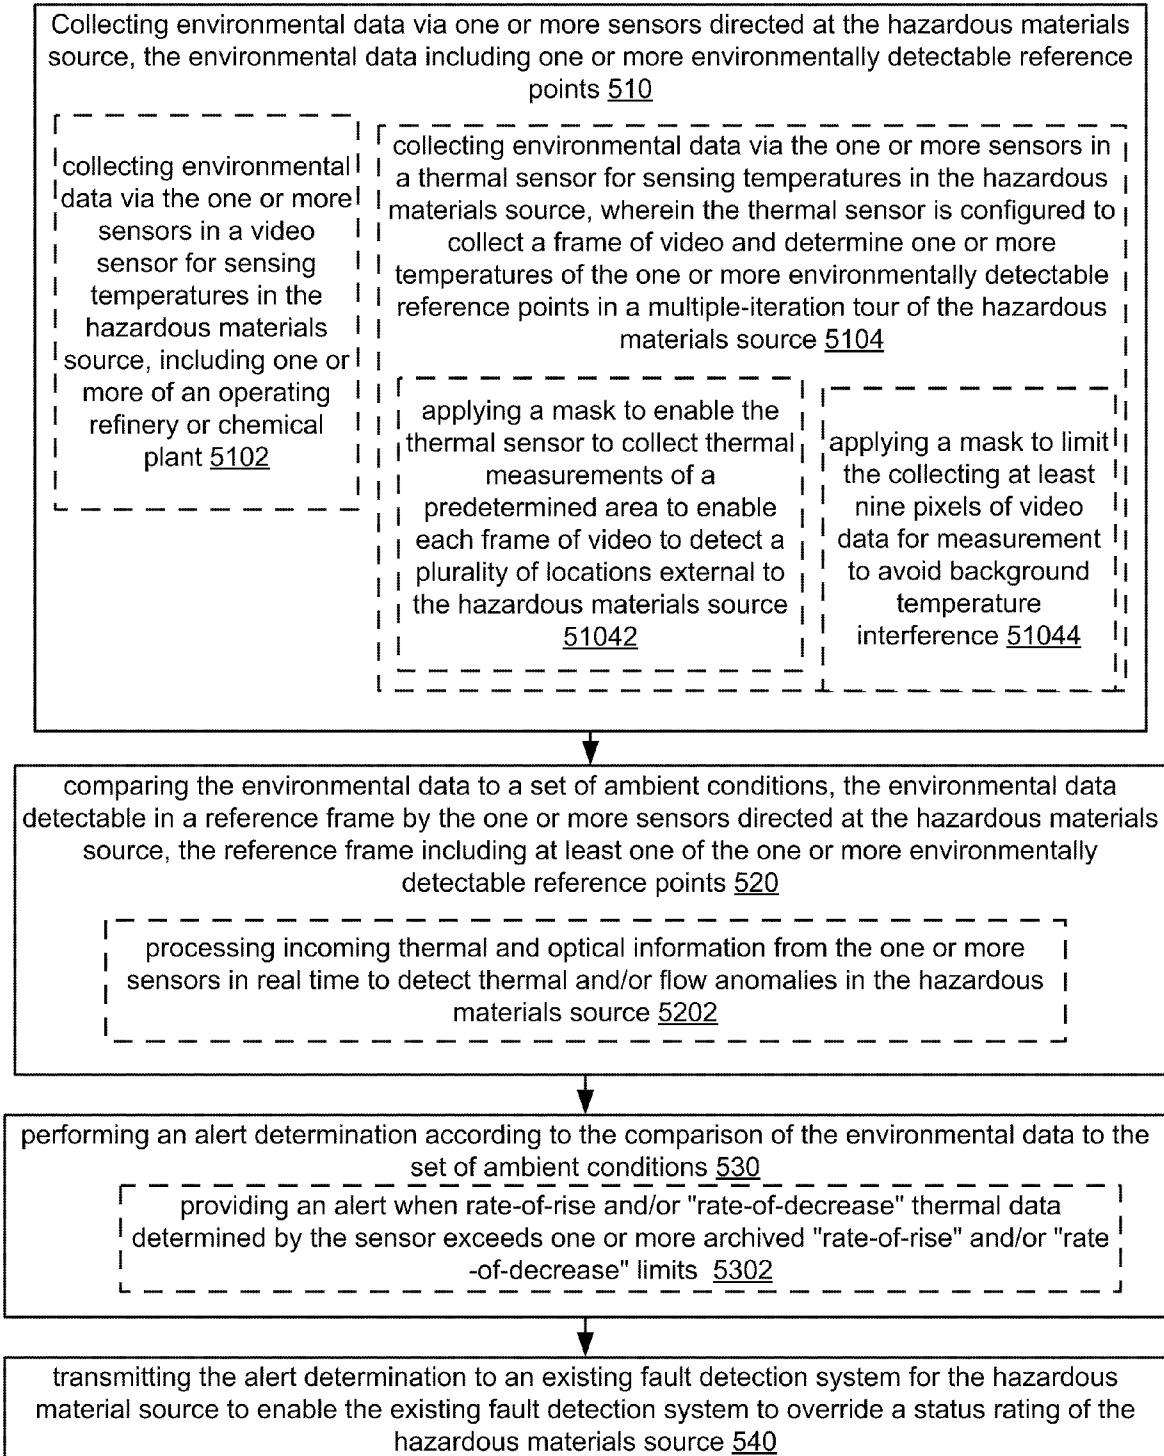 Collecting environmental data via one or more sensors directed at the hazardous materials
source, the environmental data including one or more environmentally detectable reference
points 510
collecting environmental
data via the one or more
sensors in a video
sensor for sensing
temperatures in the
hazardous materials
source, including one or
more of an operating
refinery or chemical
plant 5102
collecting environmental data via the one or more sensors in
a thermal sensor for sensing temperatures in the hazardous
materials source, wherein the thermal sensor is configured to
collect a frame of video and determine one or more
temperatures of the one or more environmentally detectable
reference points in a multiple-iteration tour of the hazardous
materials source 5104
applying a mask to enable the
thermal sensor to collect thermal
measurements of a
predetermined area to enable
each frame of video to detect a
plurality of locations external to
the hazardous materials source
51042
applying a mask to limit
the collecting at least
nine pixels of video
data for measurement
to avoid background
temperature
interference 51044
comparing the environmental data to a set of ambient conditions, the environmental data
detectable in a reference frame by the one or more sensors directed at the hazardous materials
source, the reference frame including at least one of the one or more environmentally
detectable reference points 520
processing incoming thermal and optical information from the one or more
sensors in real time to detect thermal and/or flow anomalies in the hazardous
materials source 5202
performing an alert determination according to the comparison of the environmental data to the
set of ambient conditions 530
providing an alert when rate-of-rise and/or "rate-of-decrease" thermal data
determined by the sensor exceeds one or more archived "rate-of-rise" and/or "rate
-of-decrease" limits 5302
transmitting the alert determination to an existing fault detection system for the hazardous
material source to enable the existing fault detection system to override a status rating of the
hazardous materials source 540